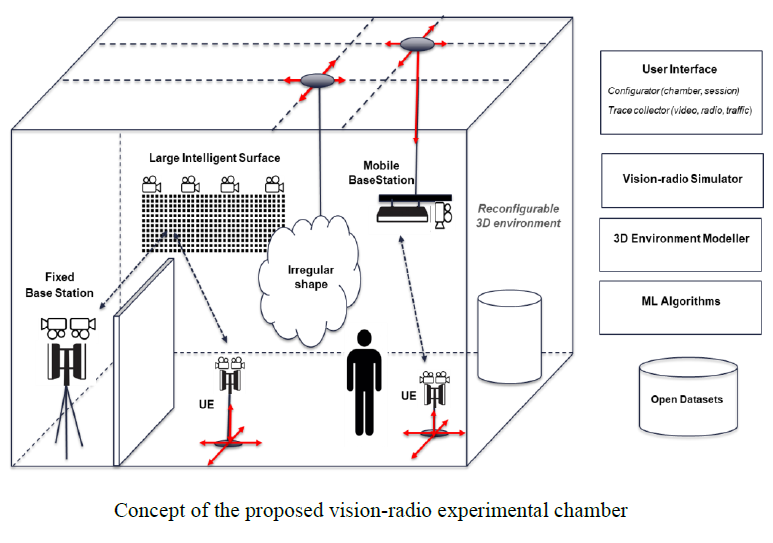 User Interface
Configurator (chamber, session)
Trace collector (video, radio, traffic)
Large Intelligent Surface
Mobile
BaseStation
Vision-radio Simulator
Reconfigurable
3D environment
3D Environment Modeller
Irregular
shape
Fixed
Base Station
ML Algorithms
UE
UE
Open Datasets
Concept of the proposed vision-radio experimental chamber